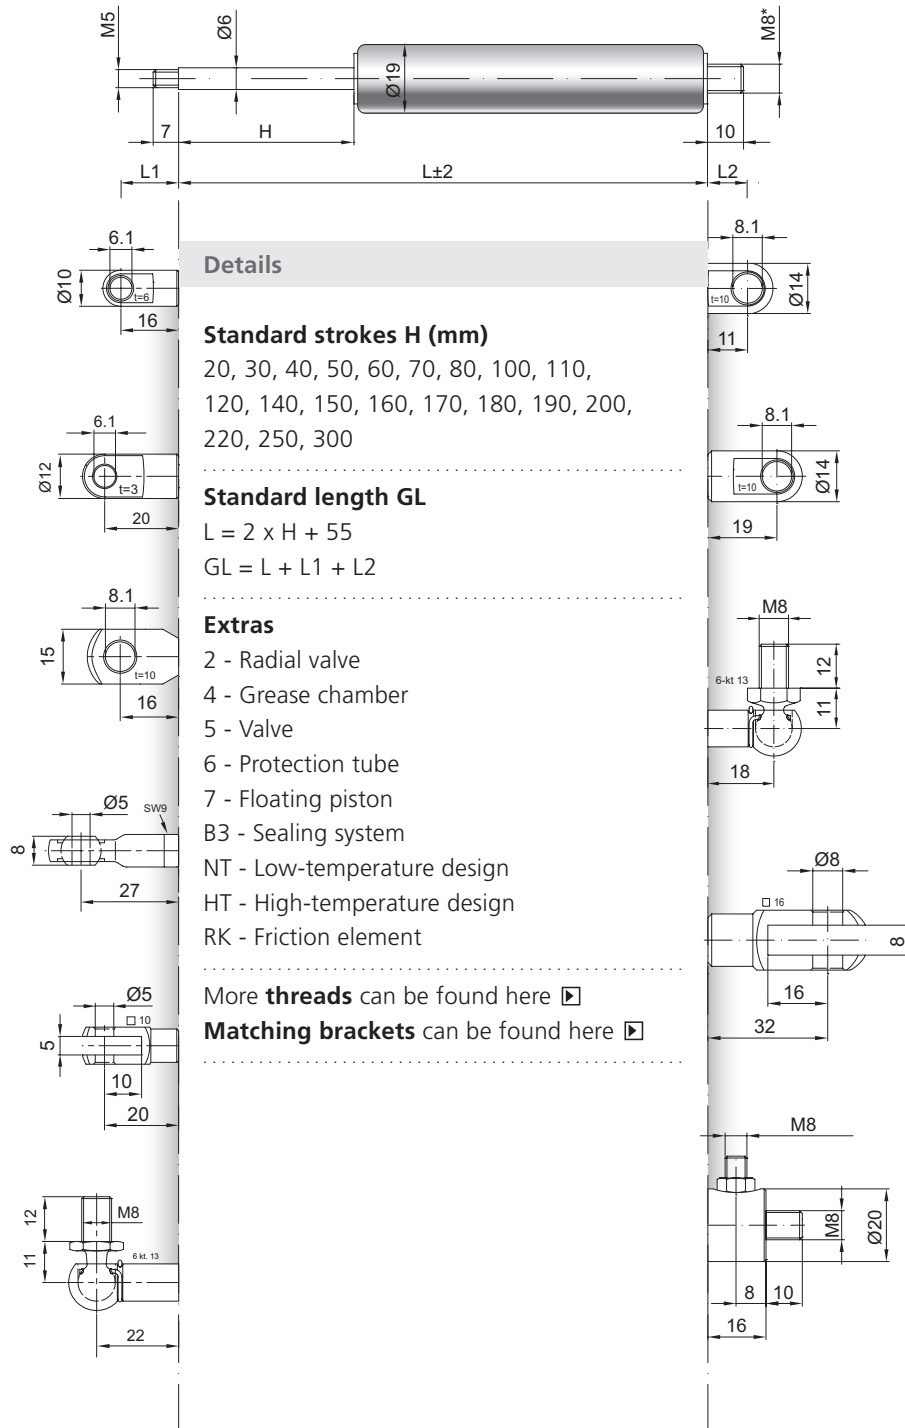 M5
Ø6
Ø19
M8*
7
H
10
L1
L±2
L2
6.1
Ø10
t=6
16
8.1
t=10
Ø14
11
Details
Standard strokes H (mm)
20, 30, 40, 50, 60, 70, 80, 100, 110,
120, 140, 150, 160, 170, 180, 190, 200,
220, 250, 300
Standard length GL
L = 2 x H + 55
GL = L + L1 + L2
Extras
2 - Radial valve
4 - Grease chamber
5 - Valve
6 - Protection tube
7 - Floating piston
B3 - Sealing system
NT - Low-temperature design
HT - High-temperature design
RK - Friction element
More threads can be found here
Matching brackets can be found here
6.1
Ø12
t=3
20
8.1
15
t=10
16
Ø5
SW9
8
27
Ø5
10
5
10
20
12
11
M8
6 kt. 13
22
8.1
t=10
Ø14
19
M8
6-kt 13
12
11
18
Ø8
16
8
16
32
M8
M8
Ø20
8
10
16